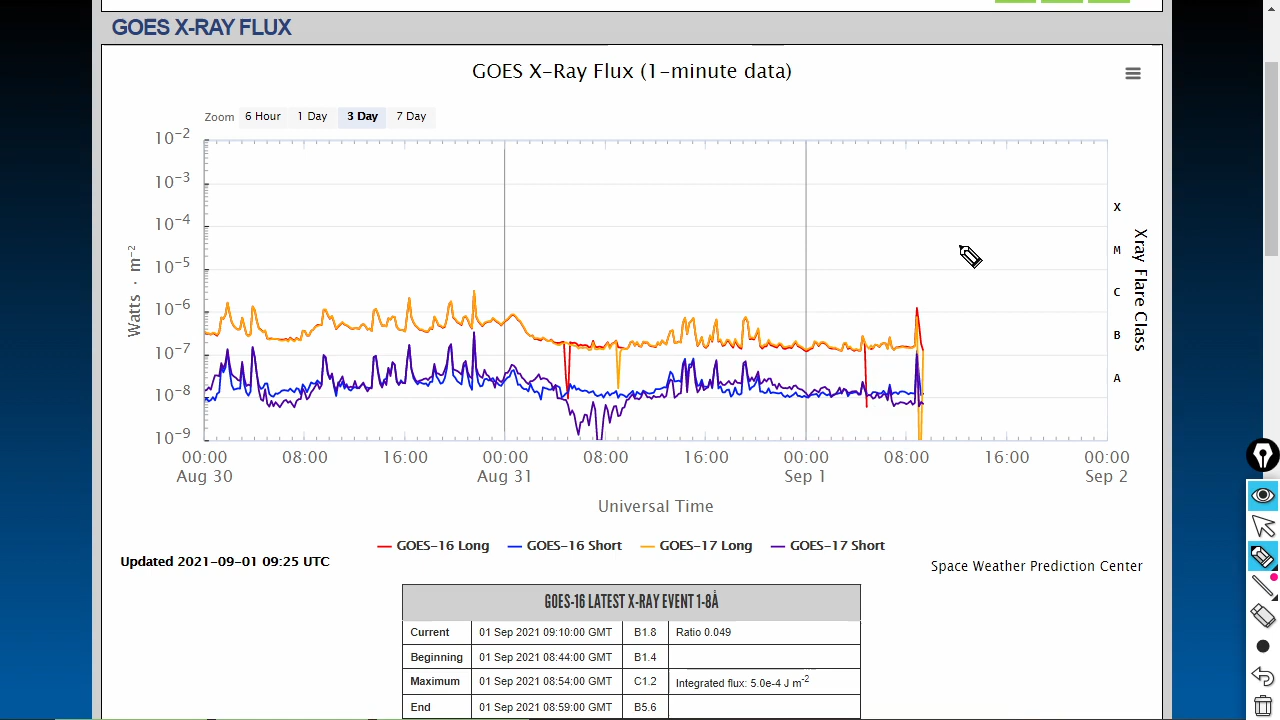 GOES X-RAY FLUX
GOES X-Ray Flux (1-minute data)
Zoom 6 Hour 1 Day 3 Day 7 Day
10-2
10-3
10-4
10-5
10-6
10-7
10-8
10-9
Watts · m-2
X
M
C
B
A
Xray Flare Class
00:00 08:00 16:00 00:00 08:00 16:00 00:00 08:00 16:00 00:00
Aug 30 Aug 31 Sep 1 Sep 2
Universal Time
GOES-16 Long GOES-16 Short GOES-17 Long GOES-17 Short
Updated 2021-09-01 09:25 UTC
Space Weather Prediction Center
GOES-16 LATEST X-RAY EVENT 1-8Å
Current 01 Sep 2021 09:10:00 GMT B1.8 Ratio 0.049
Beginning 01 Sep 2021 08:44:00 GMT B1.4
Maximum 01 Sep 2021 08:54:00 GMT C1.2 Integrated flux: 5.0e-4 J m-2
End 01 Sep 2021 08:59:00 GMT B5.6